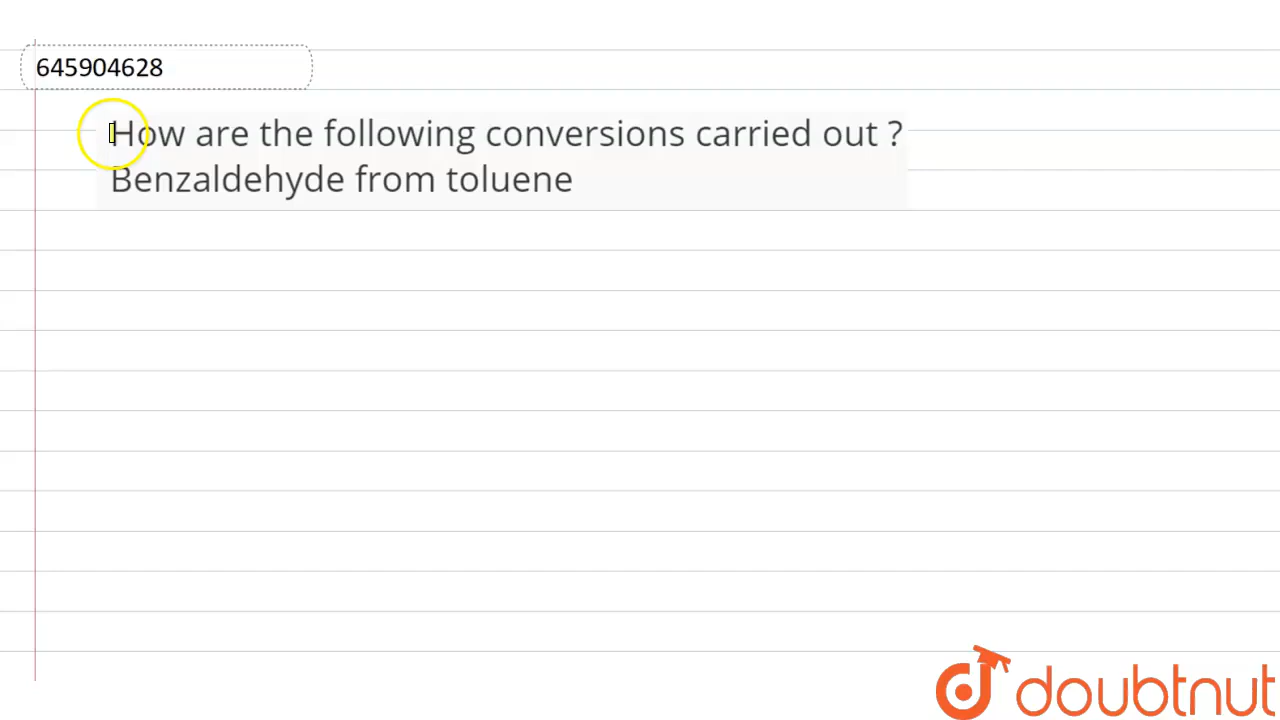 645904628
How are the following conversions carried out ?
Benzaldehyde from toluene
doubtnut